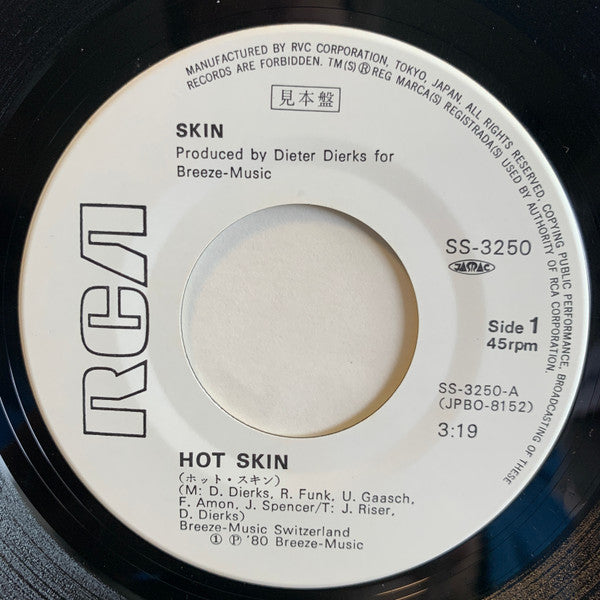 MANUFACTURED BY RVC CORPORATION, TOKYO, JAPAN, ALL RIGHTS RESERVED, COPYING PUBLIC PERFORMANCE, BROADCASTING OF THESE
RECORDS ARE FORBIDDEN. TM(S)®REG MARCA(S) REGISTRADA(S) USED BY AUTHORITY OF RCA CORPORATION.
見本盤
SKIN
Produced by Dieter Dierks for
Breeze-Music
RCA
SS-3250
JASRAC
Side 1
45rpm
SS-3250-A
(JPBO-8152)
3:19
HOT SKIN
(ホット・スキン)
(M: D. Dierks, R. Funk, U. Gaasch,
F. Amon, J. Spencer/T: J. Riser,
D. Dierks)
Breeze-Music Switzerland
① Ⓟ '80 Breeze-Music